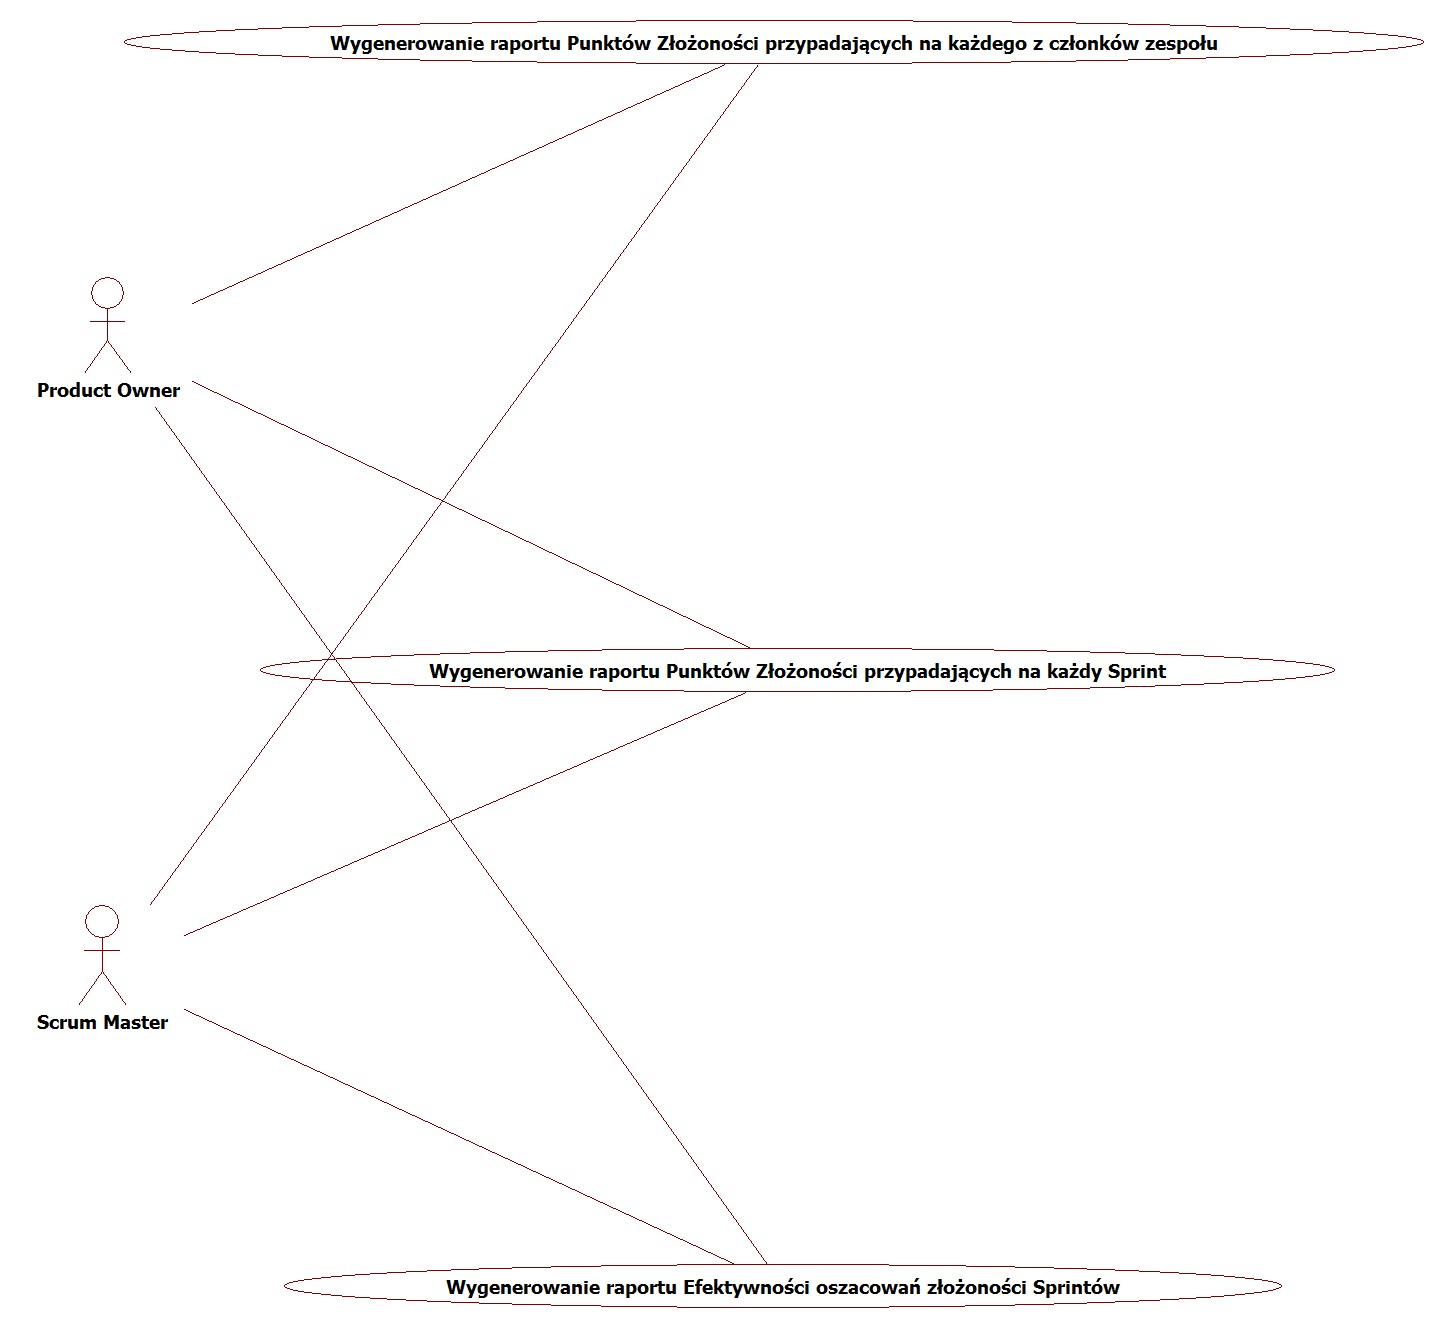 Wygenerowanie raportu Punktów Złożoności przypadających na każdego z członków zespołu
Product Owner
Wygenerowanie raportu Punktów Złożoności przypadających na każdy Sprint
Scrum Master
Wygenerowanie raportu Efektywności oszacowań złożoności Sprintów